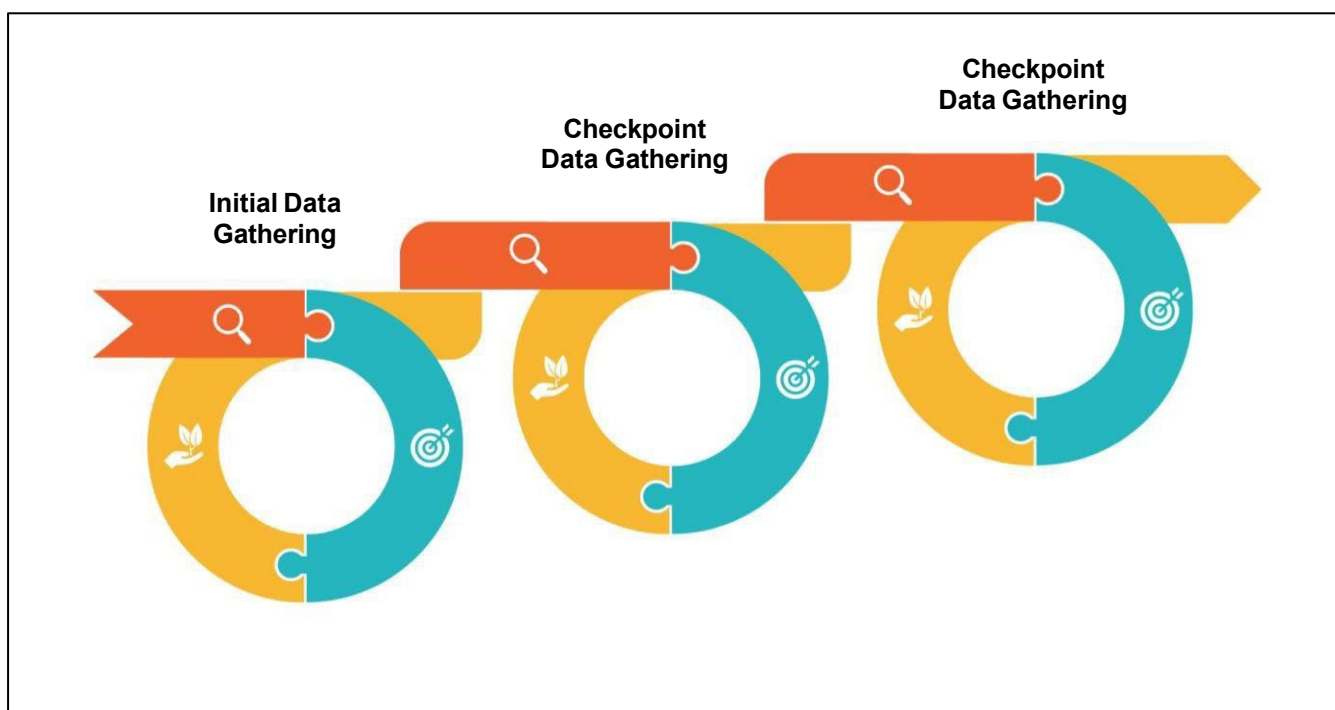 Initial Data
Gathering
Checkpoint
Data Gathering
Checkpoint
Data Gathering